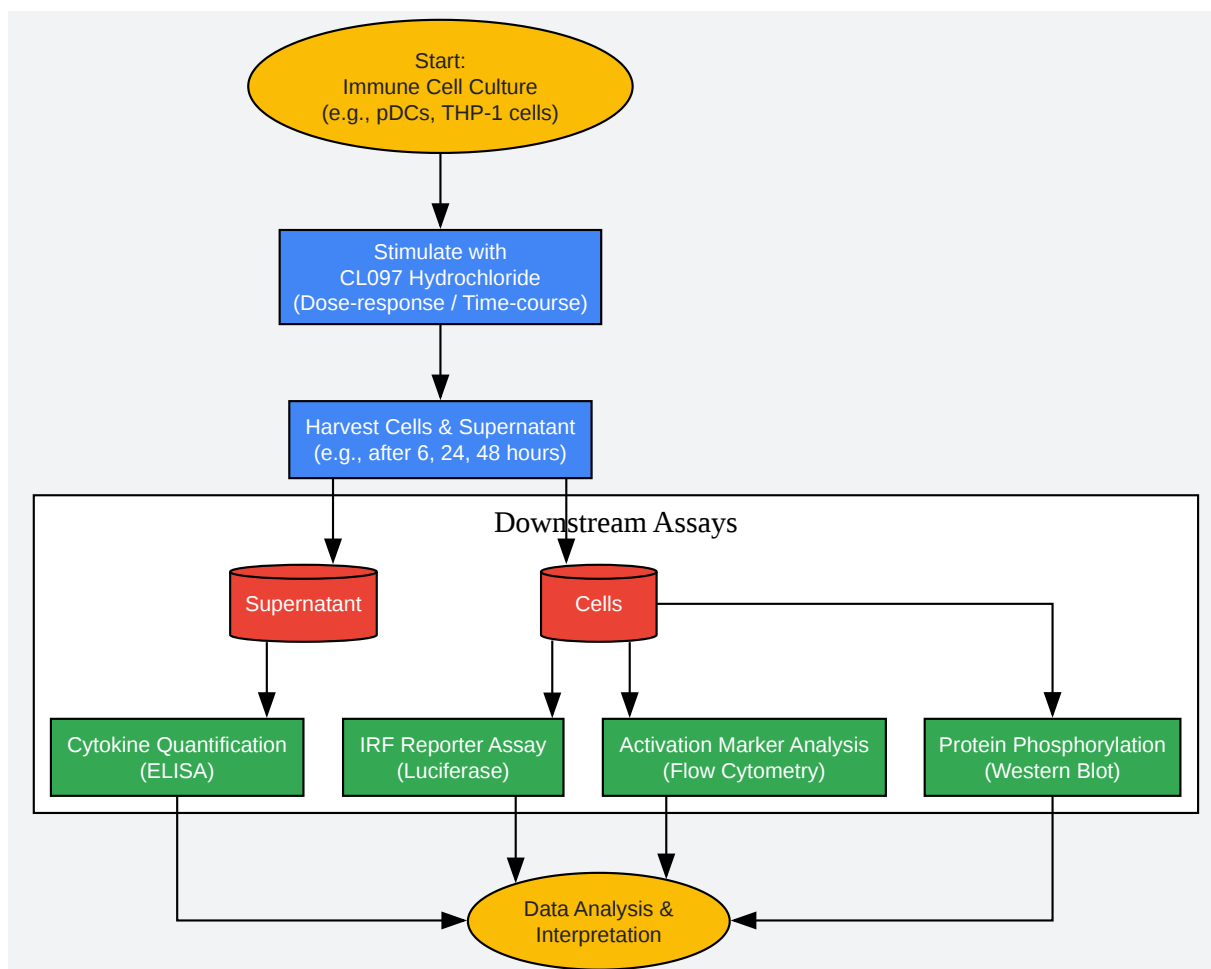 Start:
Immune Cell Culture
(e.g., pDCs, THP-1 cells)
Stimulate with
CL097 Hydrochloride
(Dose-response / Time-course)
Harvest Cells & Supernatant
(e.g., after 6, 24, 48 hours)
Downstream Assays
Supernatant
Cells
Cytokine Quantification
(ELISA)
IRF Reporter Assay
(Luciferase)
Activation Marker Analysis
(Flow Cytometry)
Protein Phosphorylation
(Western Blot)
Data Analysis &
Interpretation